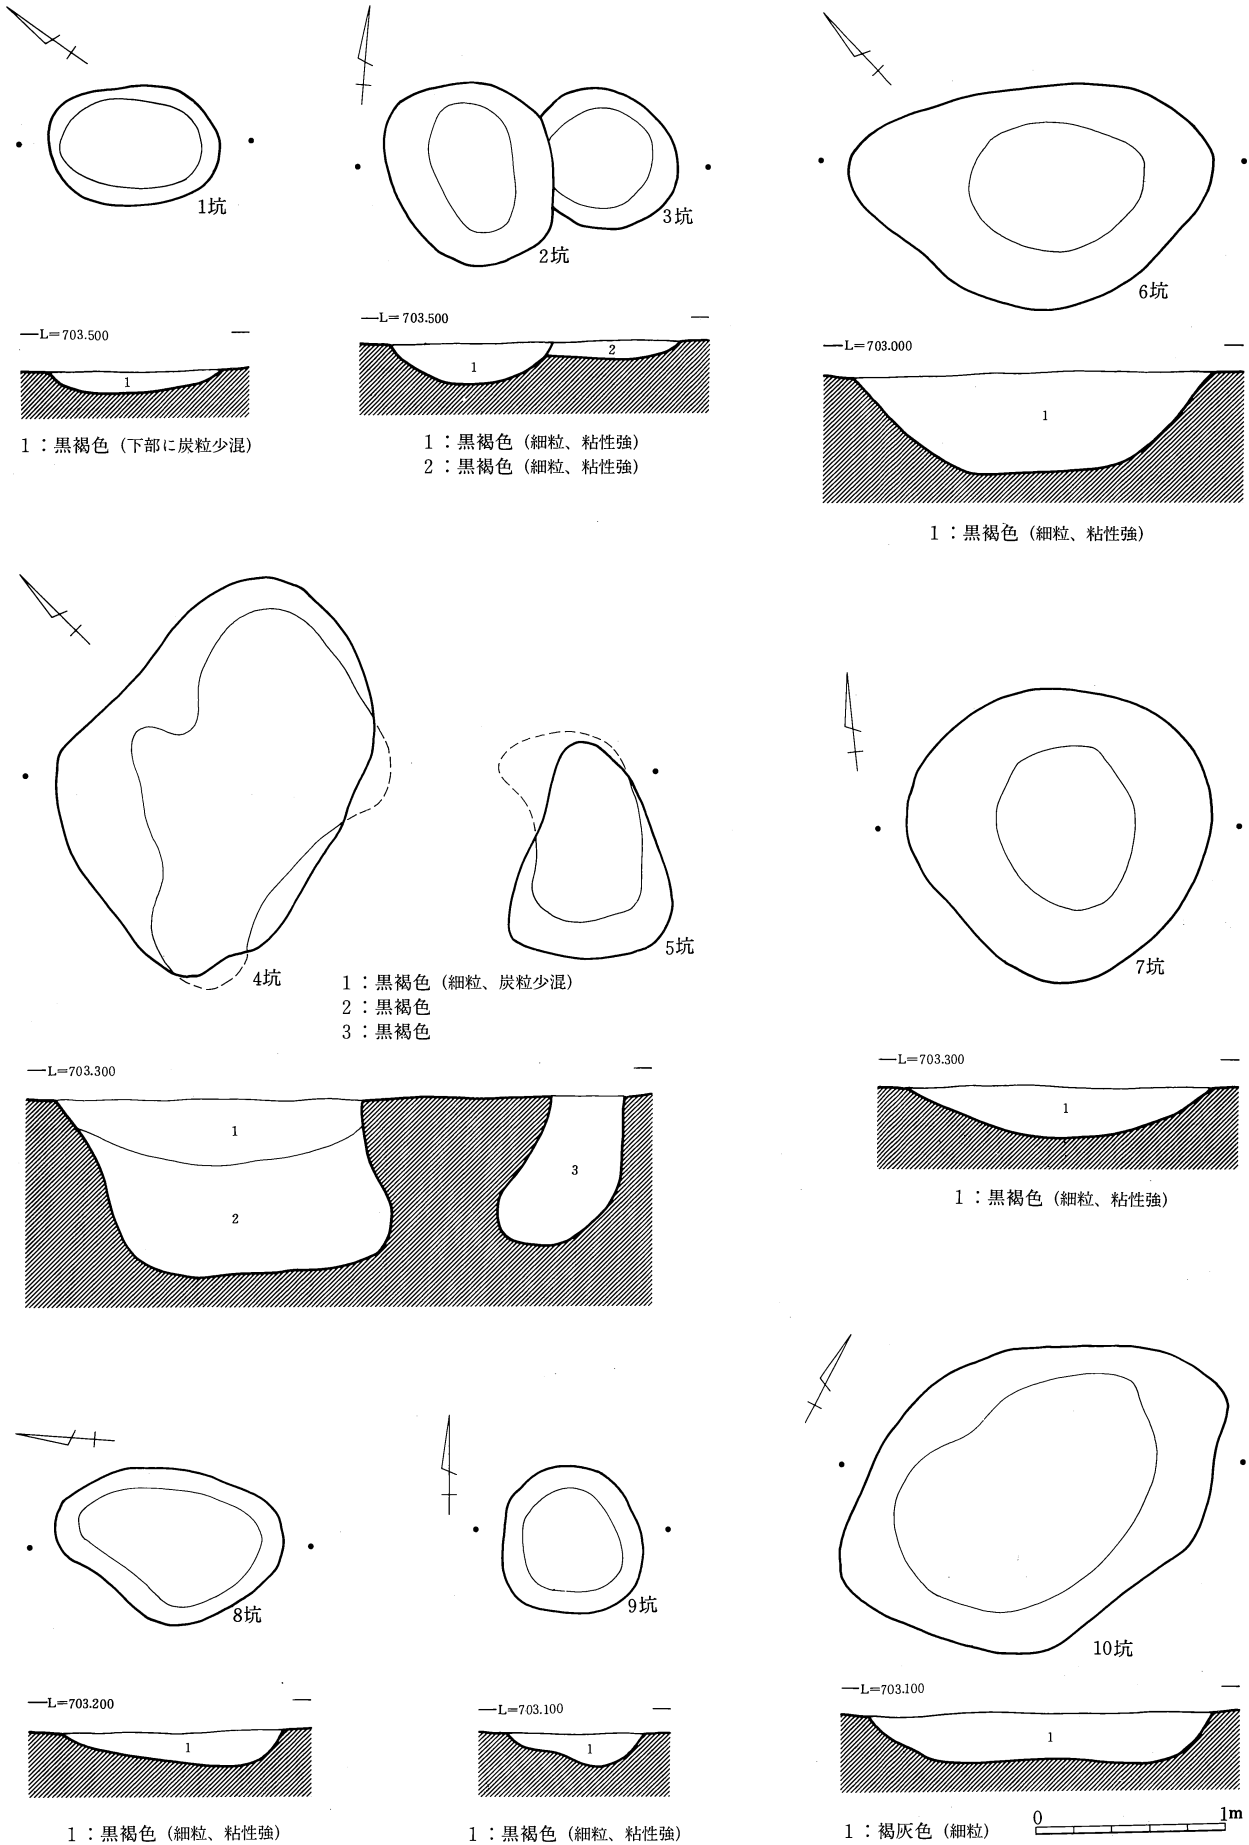 1坑
2坑
3坑
6坑
L=703.500
1
1：黒褐色（下部に炭粒少混）
L=703.500
1
2
1：黒褐色（細粒、粘性強）
2：黒褐色（細粒、粘性強）
L=703.000
1
1：黒褐色（細粒、粘性強）
4坑
5坑
1：黒褐色（細粒、炭粒少混）
2：黒褐色
3：黒褐色
L=703.300
1
2
3
7坑
L=703.300
1
1：黒褐色（細粒、粘性強）
8坑
9坑
10坑
L=703.200
1
1：黒褐色（細粒、粘性強）
L=703.100
1
1：黒褐色（細粒、粘性強）
L=703.100
1
1：褐灰色（細粒）
0 1m